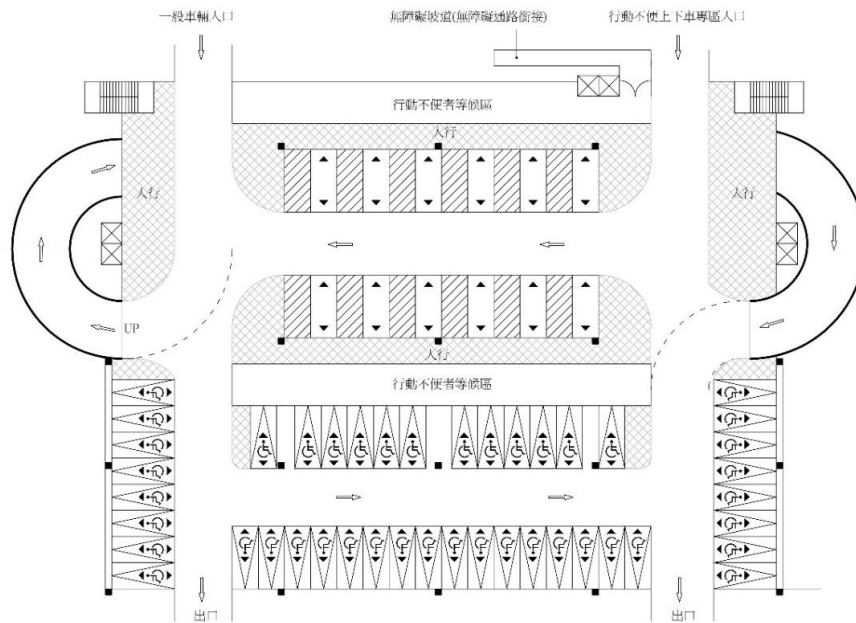 一般車輛入口
無障礙坡道(無障礙通路銜接)
行動不便上下車專區入口
行動不便者等候區
人行
人行
人行
UP
人行
行動不便者等候區
出口
出口